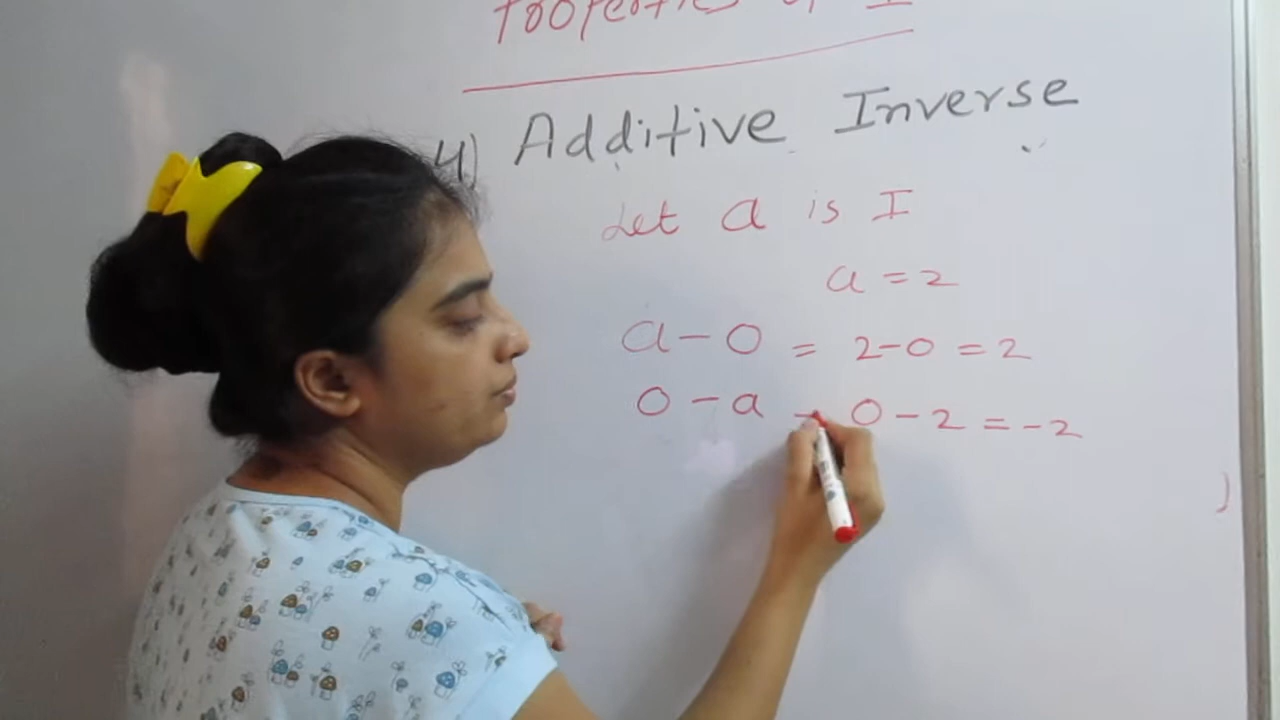 Properties of I
4) Additive Inverse
Let a is I
a = 2
a - 0 = 2-0 = 2
0 - a - 0 - 2 = -2